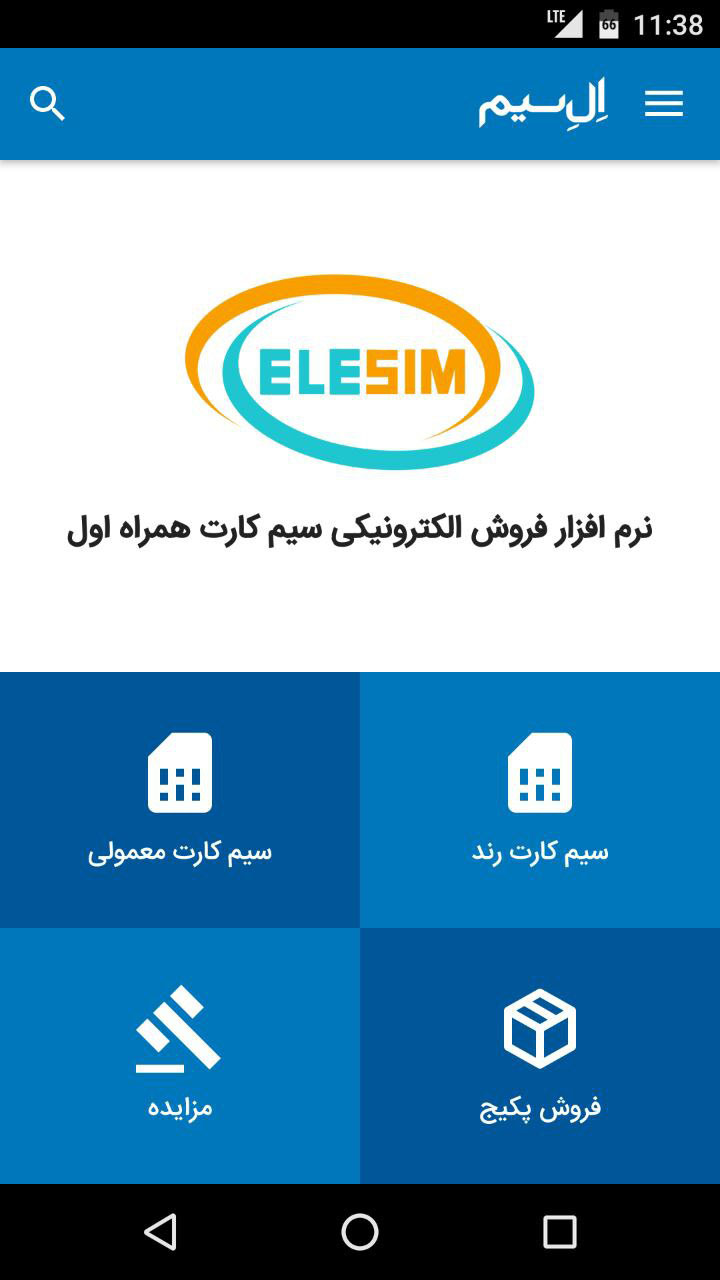 LTE 66 11:38
اِلِ سیم
ELESIM
نرم افزار فروش الکترونیکی سیم کارت همراه اول
سیم کارت رند
سیم کارت معمولی
فروش پکیج
مزایده